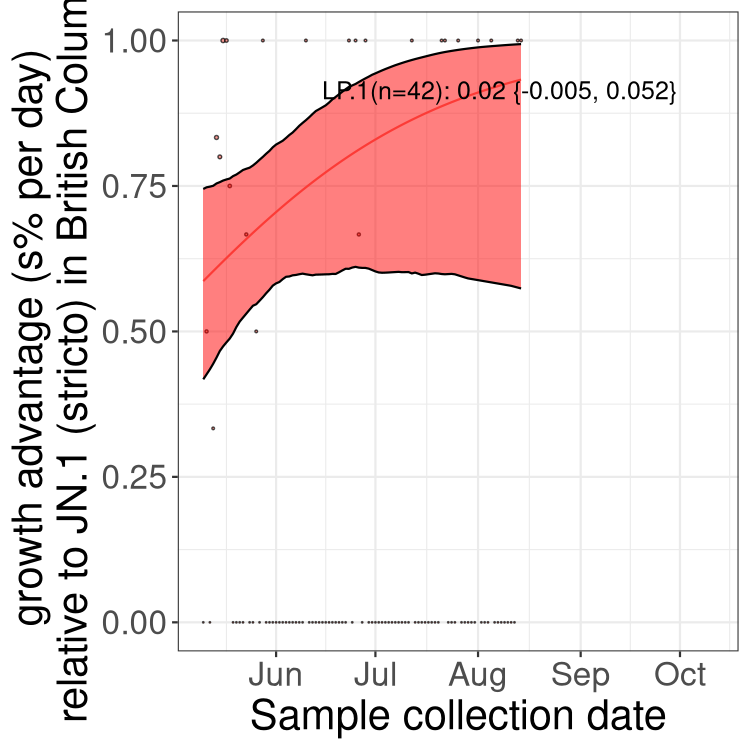 growth advantage (s% per day)
relative to JN.1 (stricto) in British Colum
1.00
0.75
0.50
0.25
0.00
LP.1(n=42): 0.02 {-0.005, 0.052}
Jun Jul Aug Sep Oct
Sample collection date